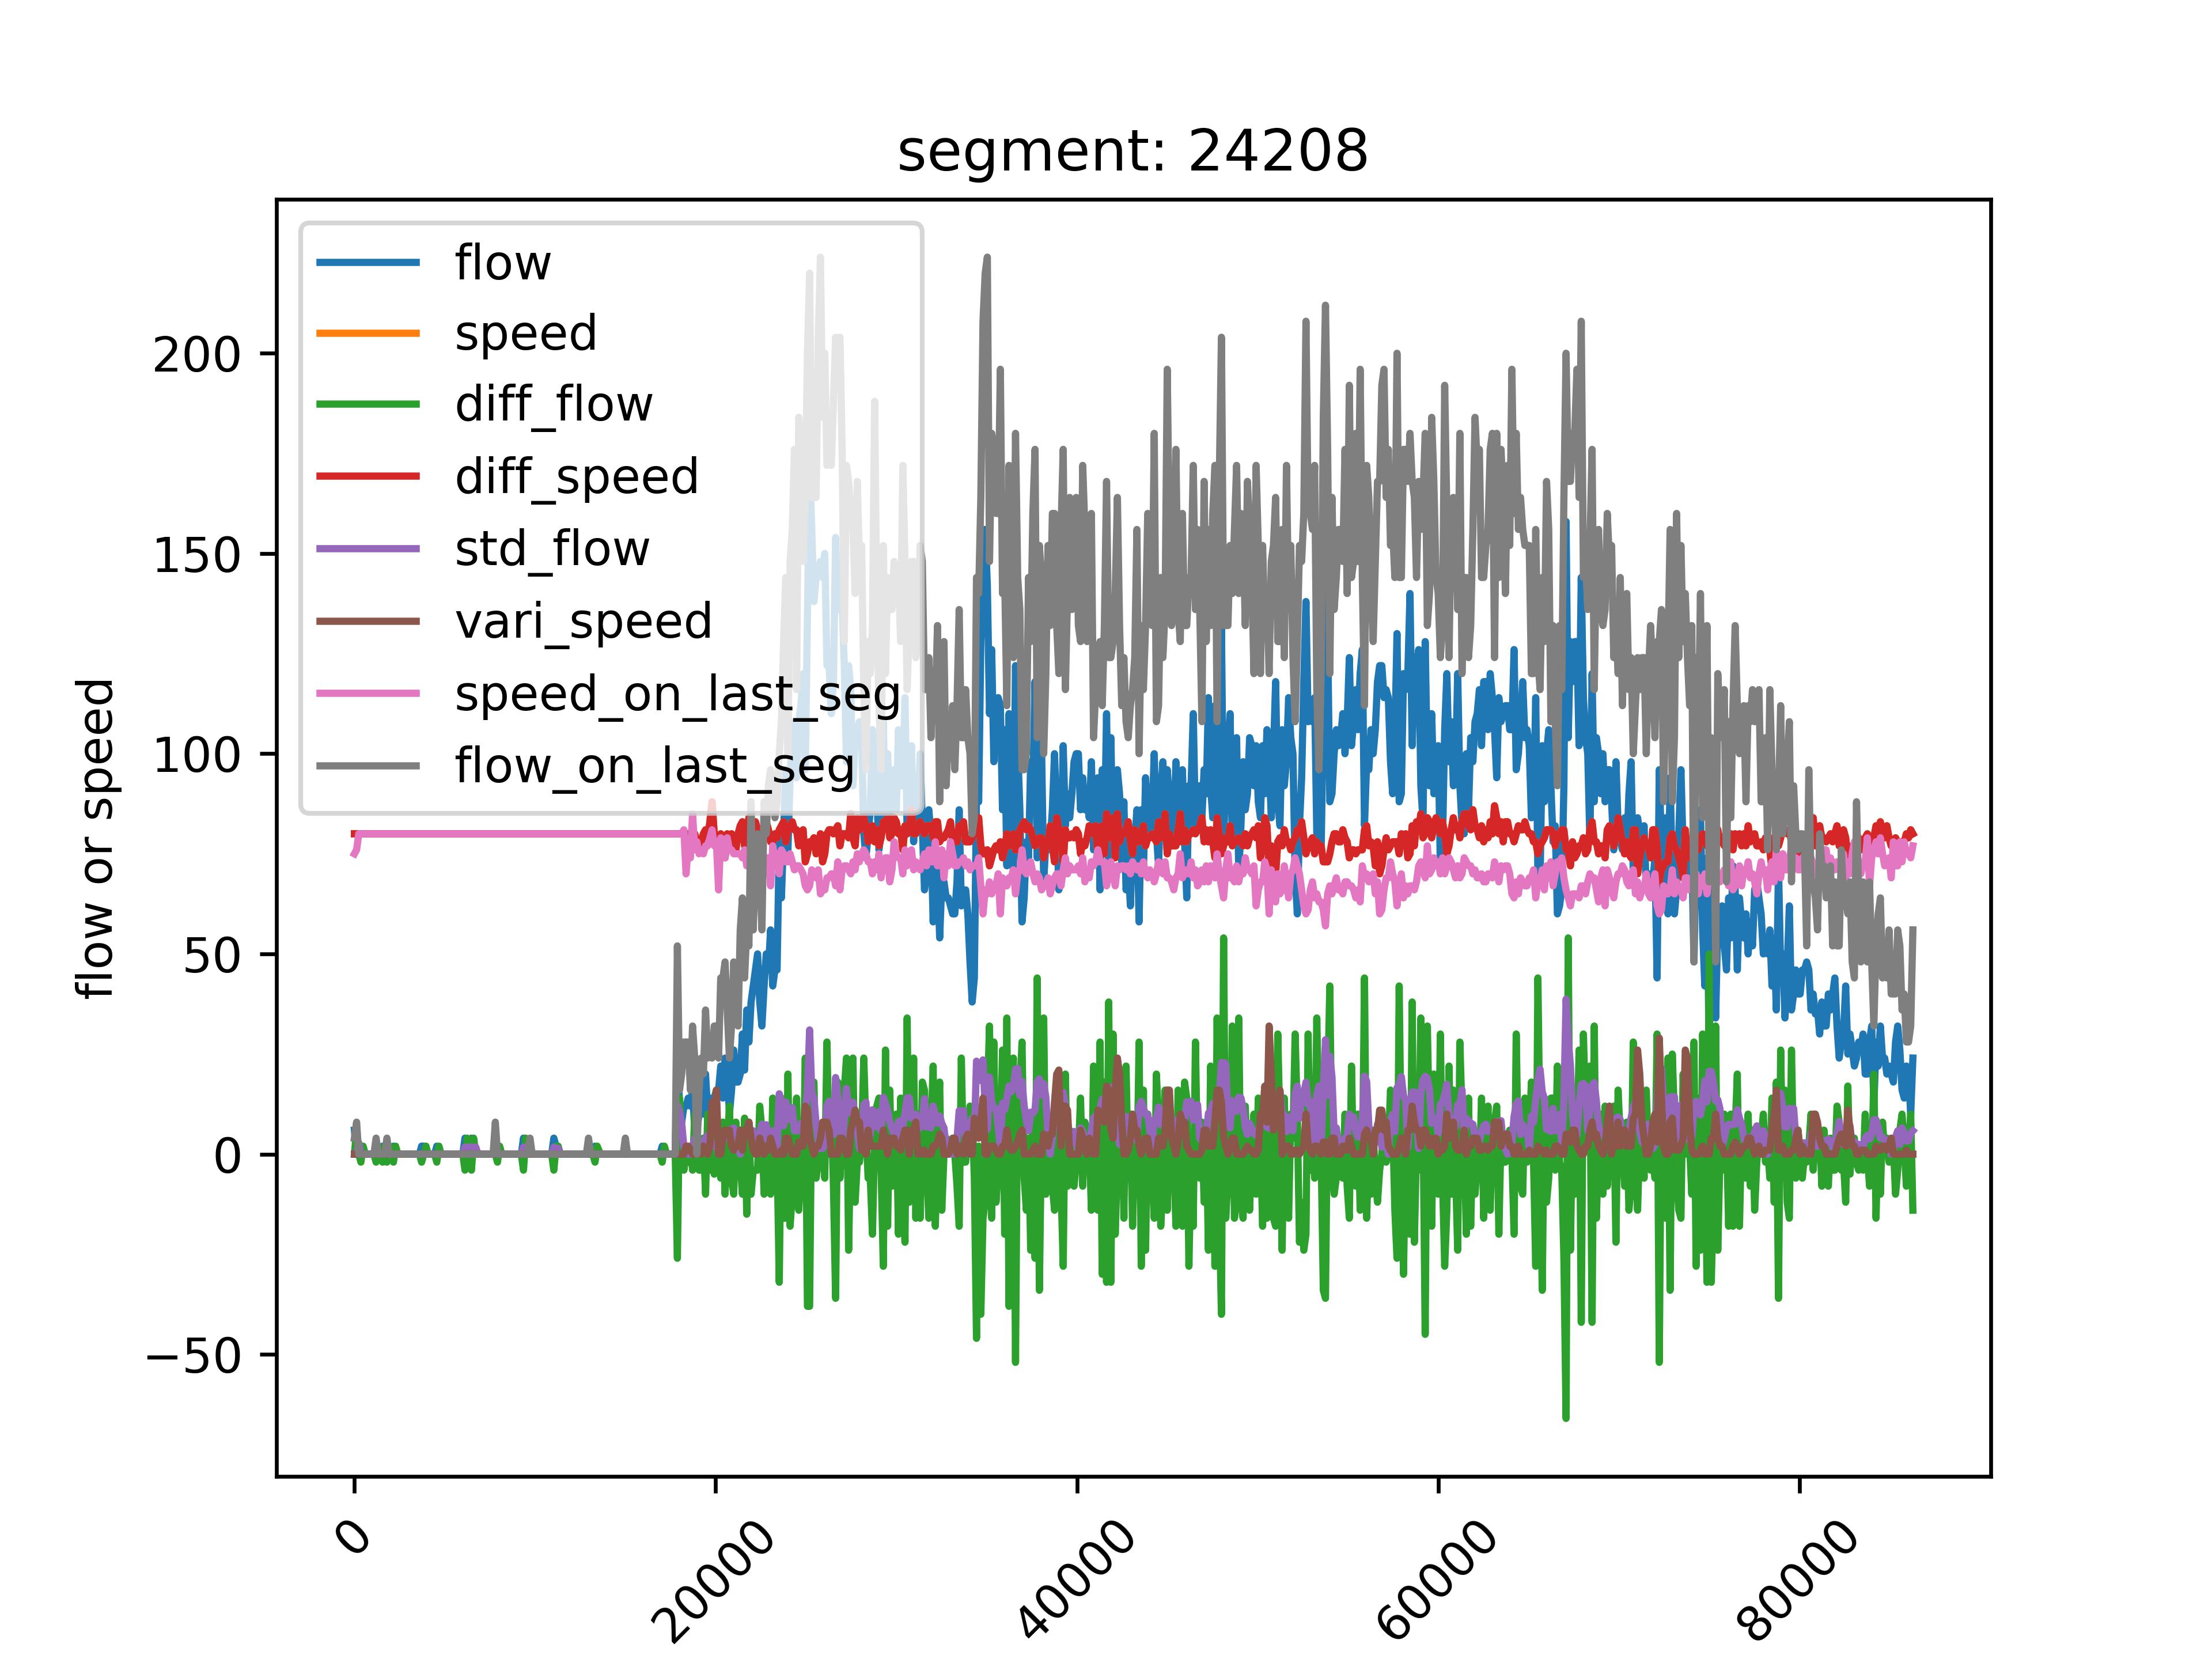 segment: 24208
flow
speed
diff_flow
diff_speed
std_flow
vari_speed
speed_on_last_seg
flow_on_last_seg
flow or speed
200
150
100
50
0
−50
0
20000
40000
60000
80000